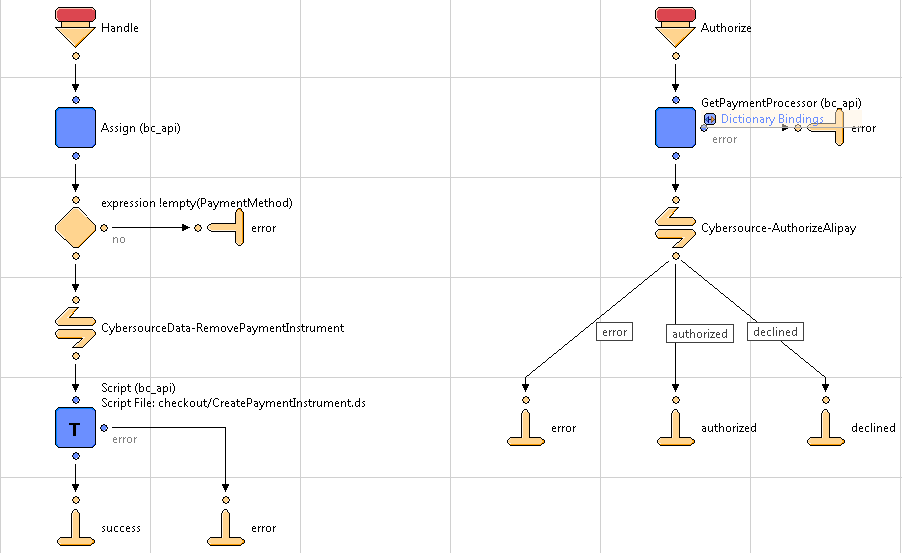 Handle
Assign (bc_api)
expression !empty(PaymentMethod)
no
error
CybersourceData-RemovePaymentInstrument
Script (bc_api)
Script File: checkout/CreatePaymentInstrument.ds
T
error
success
error
Authorize
GetPaymentProcessor (bc_api)
Dictionary Bindings
error
error
Cybersource-AuthorizeAlipay
error
authorized
declined
error
authorized
declined